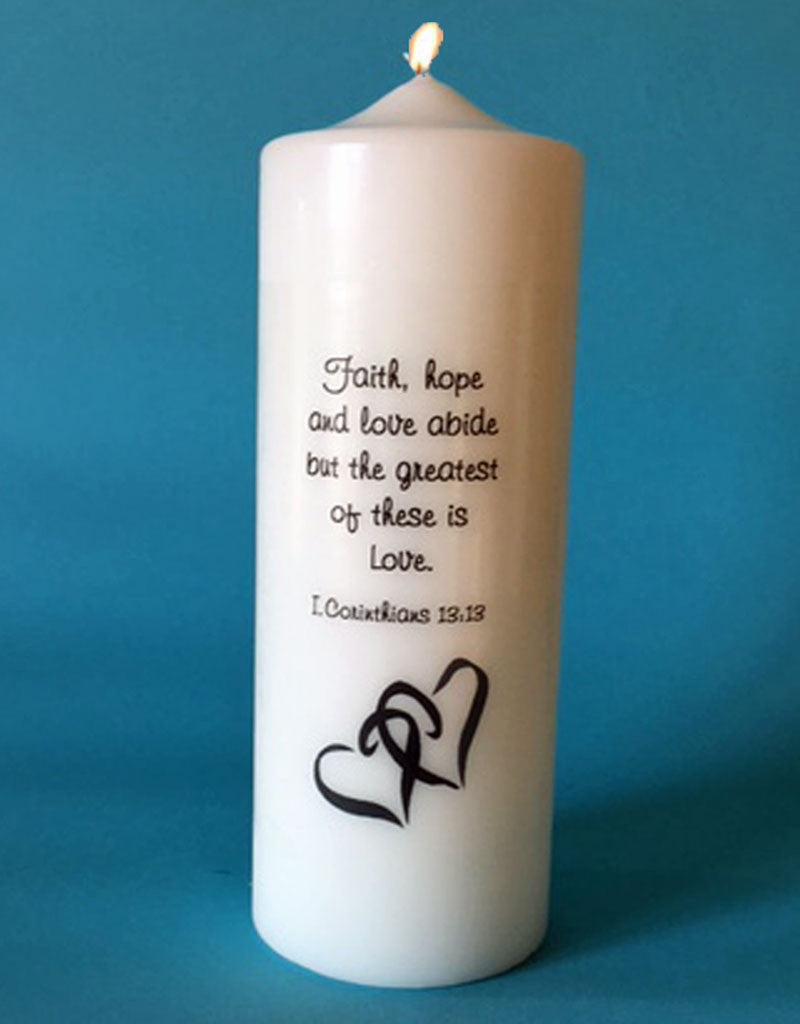 Faith, hope
and love abide
but the greatest
of these is
Love.
I.Corinthians 13:13